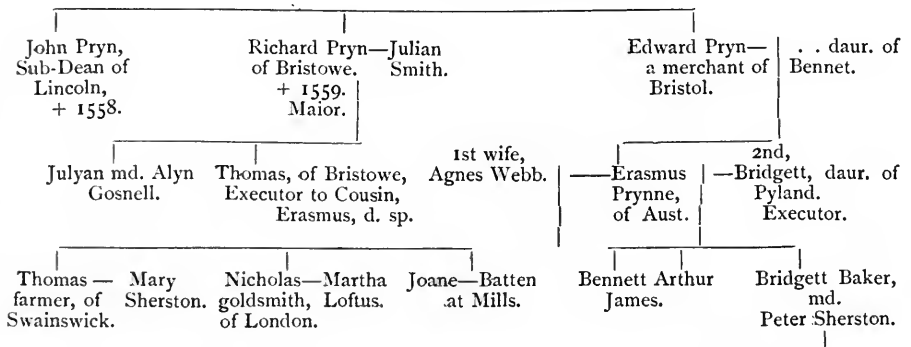 John Pryn,
Sub-Dean of
Lincoln,
+ 1558.
Richard Pryn—Julian
of Bristowe. Smith.
+ 1559.
Maior.
Edward Pryn— . . daur. of
a merchant of Bennet.
Bristol.
Julyan md. Alyn
Gosnell.
Thomas, of Bristowe,
Executor to Cousin,
Erasmus, d. sp.
1st wife,
Agnes Webb.
—Erasmus
Prynne,
of Aust.
2nd,
—Bridgett, daur. of
Pyland.
Executor.
Thomas — Mary
farmer, of Sherston.
Swainswick.
Nicholas—Martha
goldsmith, Loftus.
of London.
Joane—Batten
at Mills.
Bennett Arthur
James.
Bridgett Baker,
md.
Peter Sherston.